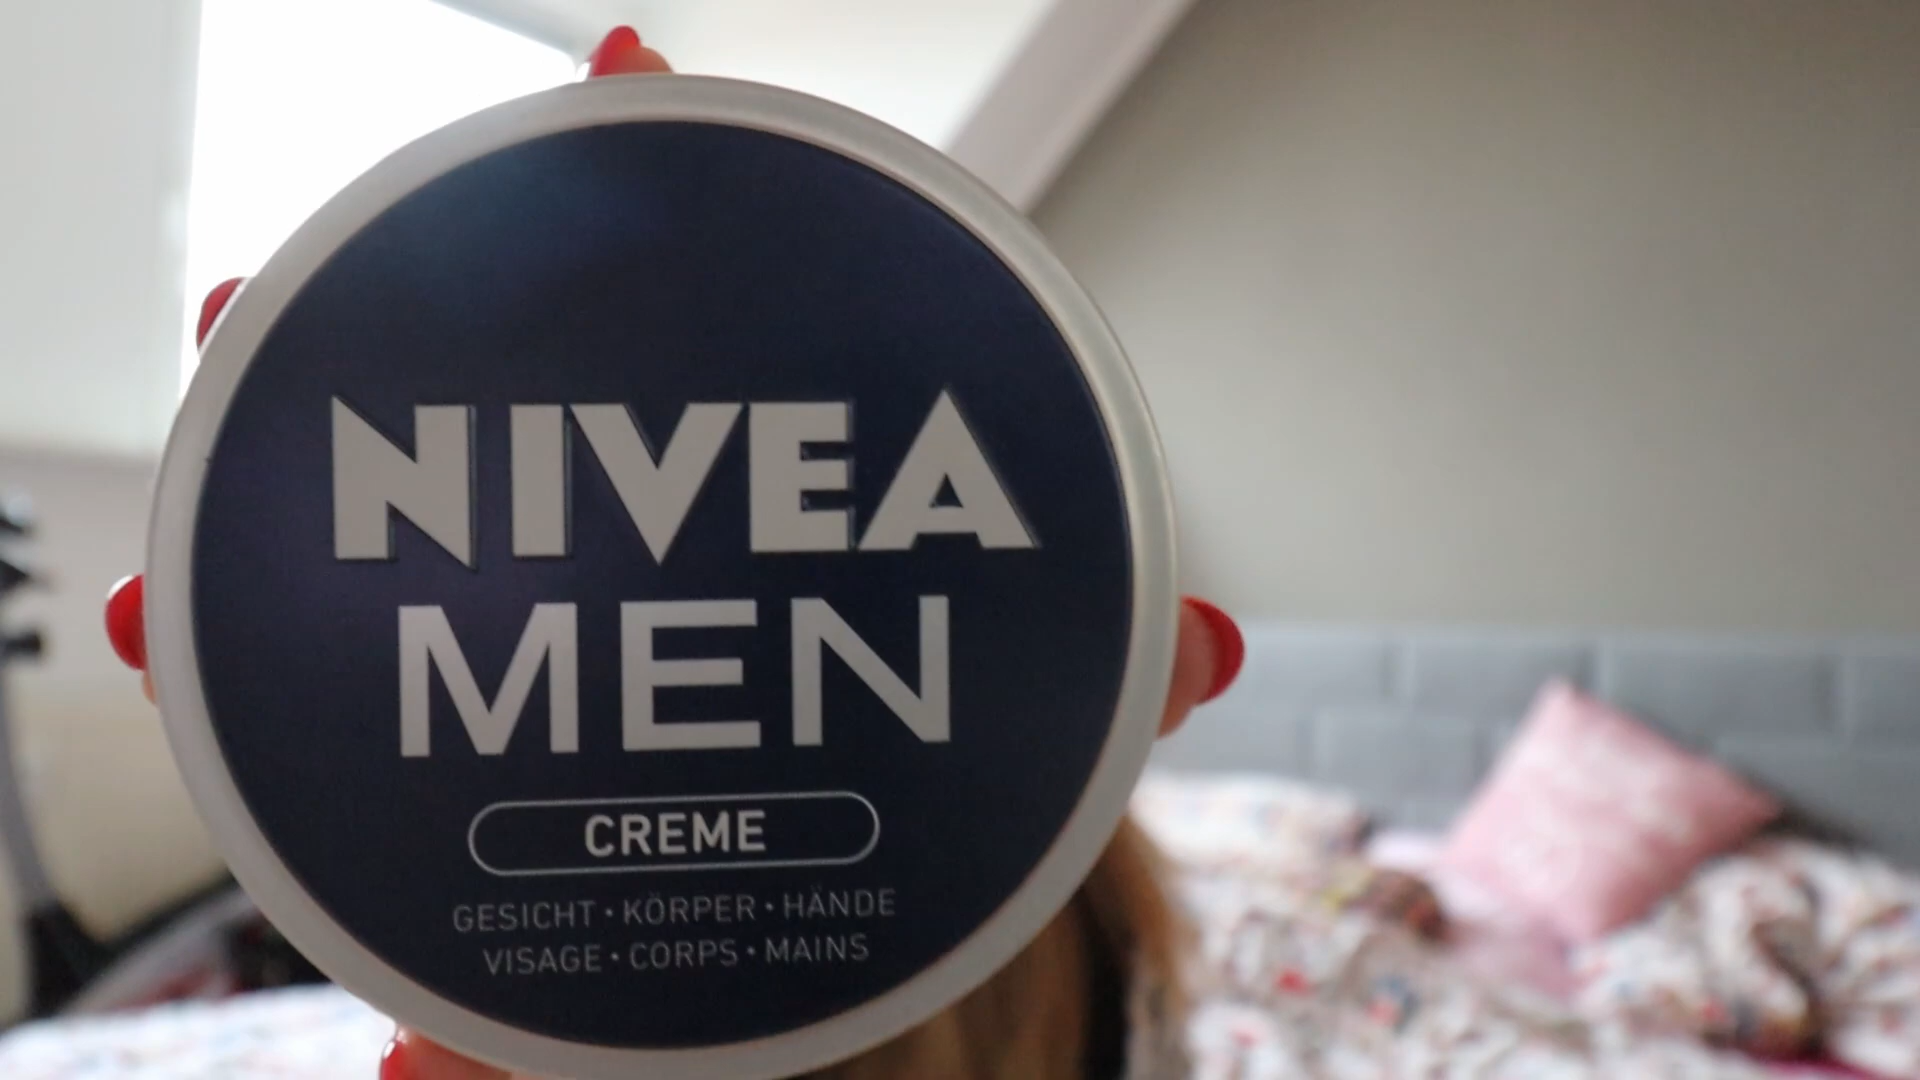 NIVEA
MEN
CREME
GESICHT · KÖRPER · HÄNDE
VISAGE · CORPS · MAINS